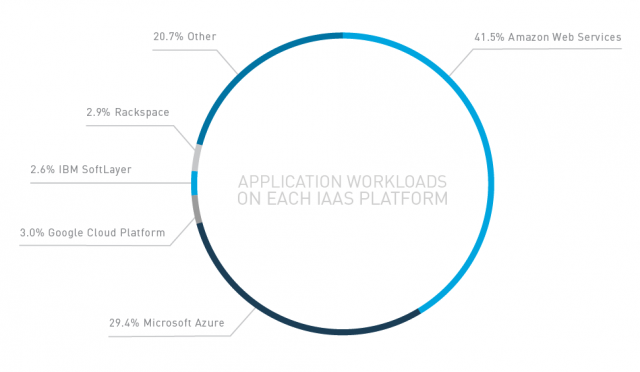 20.7% Other
41.5% Amazon Web Services
2.9% Rackspace
2.6% IBM SoftLayer
APPLICATION WORKLOADS
ON EACH IAAS PLATFORM
3.0% Google Cloud Platform
29.4% Microsoft Azure